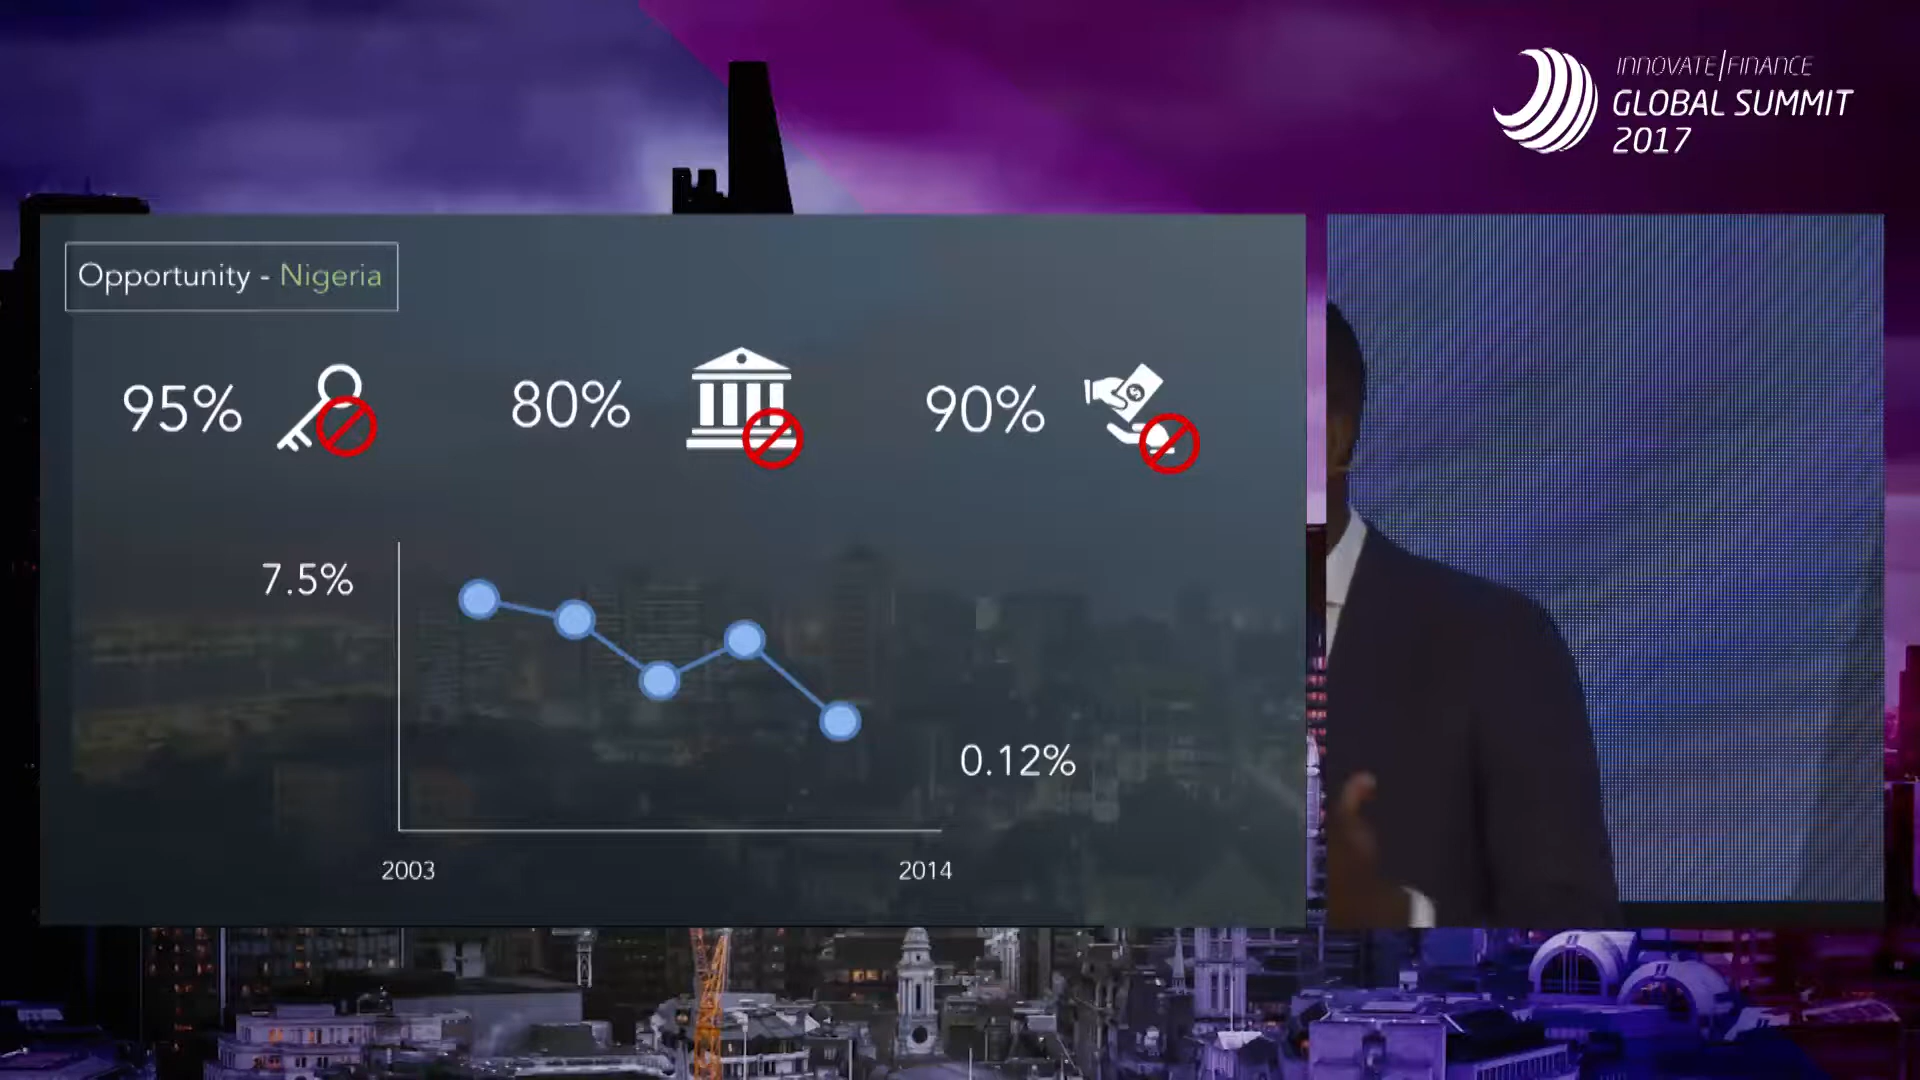 INNOVATE|FINANCE
GLOBAL SUMMIT
2017
Opportunity - Nigeria
95%
80%
90%
7.5%
0.12%
2003
2014